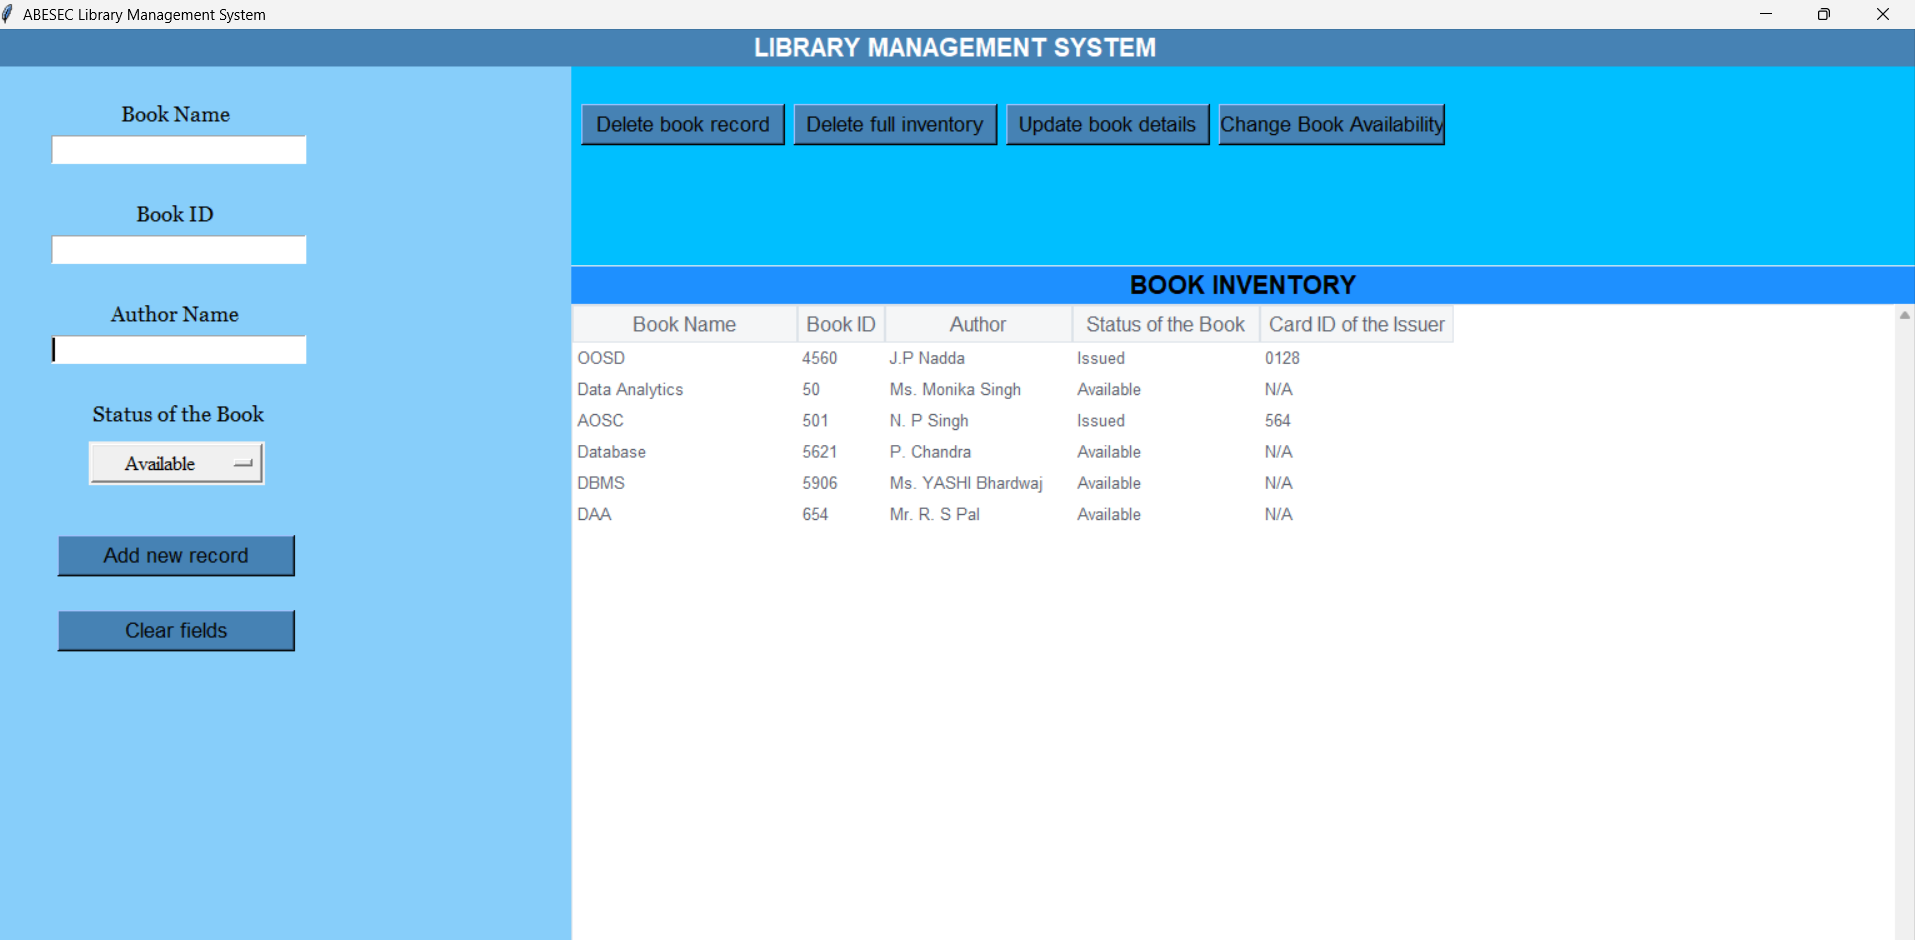 ABESEC Library Management System
LIBRARY MANAGEMENT SYSTEM
Book Name
Book ID
Author Name
Status of the Book
Available
Add new record
Clear fields
Delete book record Delete full inventory Update book details Change Book Availability
BOOK INVENTORY
Book Name Book ID Author Status of the Book Card ID of the Issuer
OOSD 4560 J.P Nadda Issued 0128
Data Analytics 50 Ms. Monika Singh Available N/A
AOSC 501 N. P Singh Issued 564
Database 5621 P. Chandra Available N/A
DBMS 5906 Ms. YASHI Bhardwaj Available N/A
DAA 654 Mr. R. S Pal Available N/A